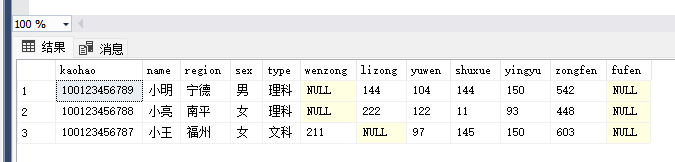 100 %
结果 消息
kaohao name region sex type wenzong lizong yuwen shuxue yingyu zongfen fufen
1 100123456789 小明 宁德 男 理科 NULL 144 104 144 150 542 NULL
2 100123456788 小亮 南平 女 理科 NULL 222 122 11 93 448 NULL
3 100123456787 小王 福州 女 文科 211 NULL 97 145 150 603 NULL